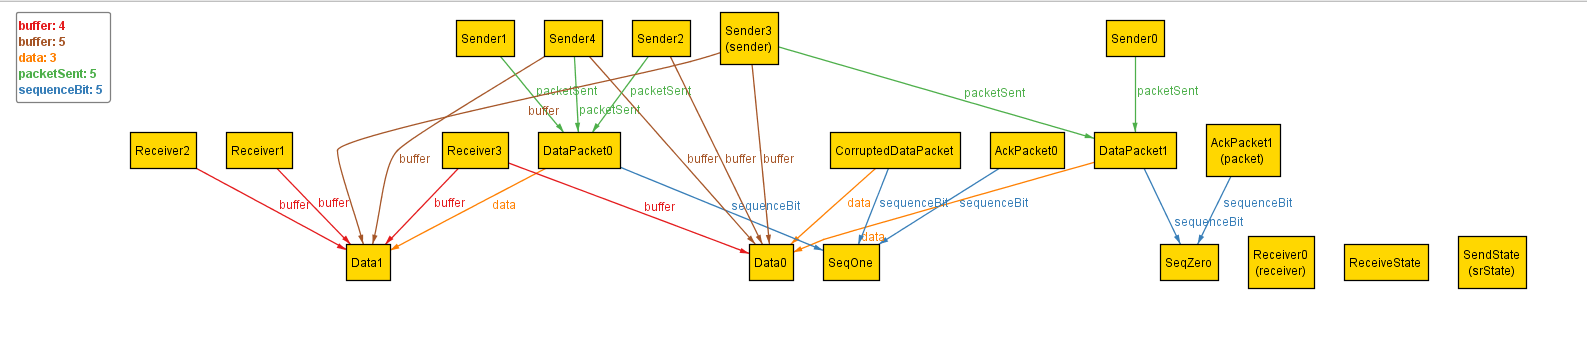 buffer: 4
buffer: 5
data: 3
packetSent: 5
sequenceBit: 5
Sender1
Sender4
Sender2
Sender3
(sender)
Sender0
packetSent
packetSent
packetSent
packetSent
packetSent
buffer
Receiver2
Receiver1
Receiver3
DataPacket0
CorruptedDataPacket
AckPacket0
DataPacket1
AckPacket1
(packet)
buffer
buffer
buffer
buffer
buffer
buffer
buffer
data
buffer
sequenceBit
data
sequenceBit
sequenceBit
sequenceBit
sequenceBit
data
Data1
Data0
SeqOne
SeqZero
Receiver0
(receiver)
ReceiveState
SendState
(srState)